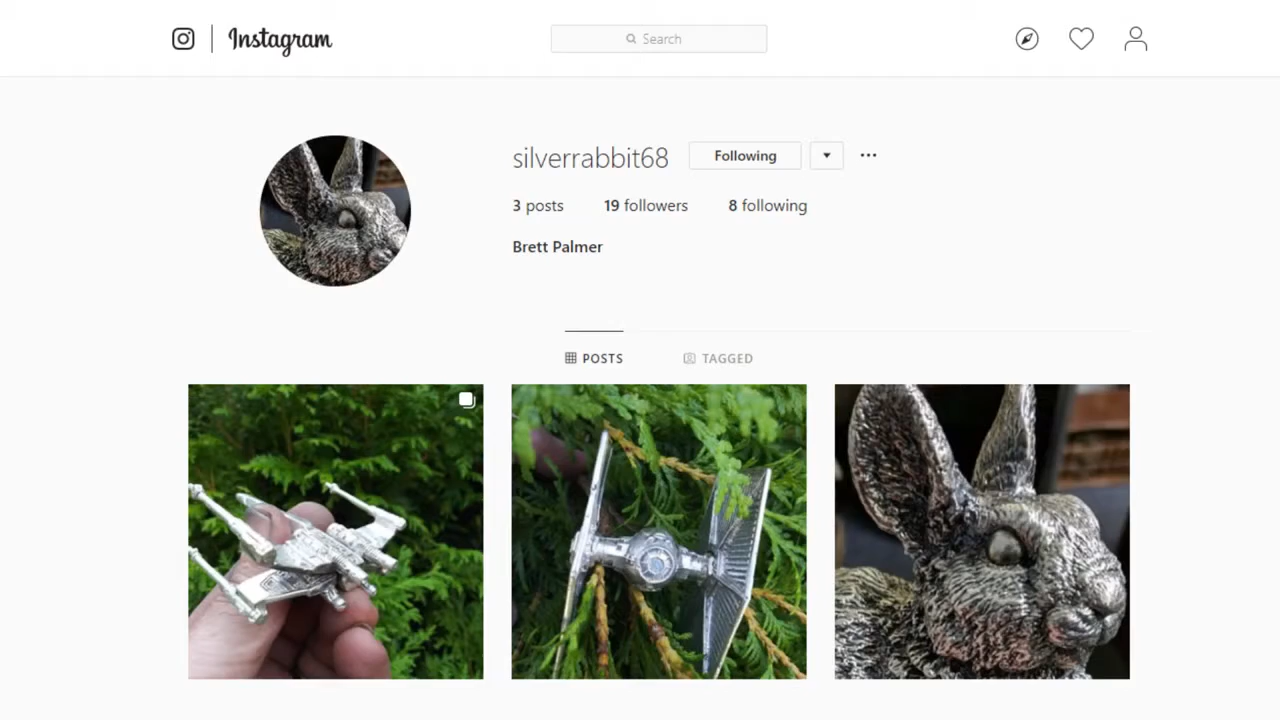 Instagram
Search
silverrabbit68
Following
3 posts
19 followers
8 following
Brett Palmer
POSTS
TAGGED